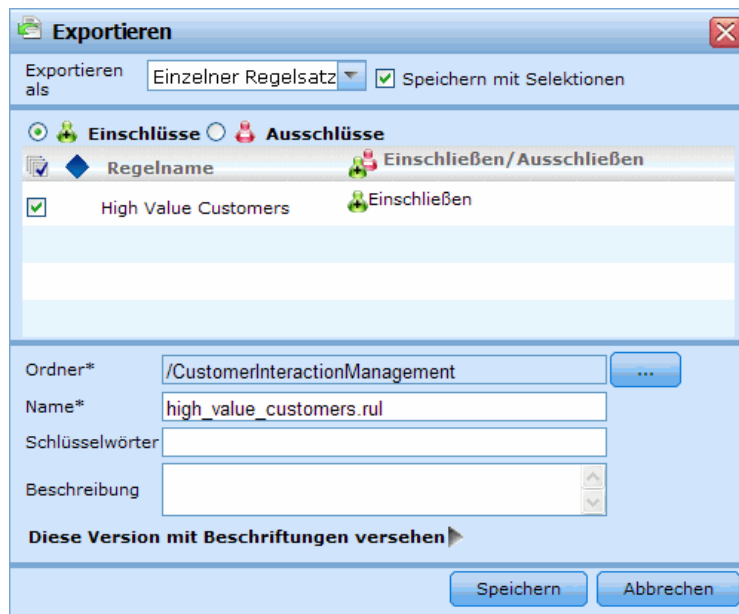 Exportieren
Exportieren als Einzelner Regelsatz Speichern mit Selektionen
Einschlüsse Ausschlüsse
Regelname Einschließen/Ausschließen
High Value Customers Einschließen
Ordner* /CustomerInteractionManagement ...
Name* high_value_customers.rul
Schlüsselwörter
Beschreibung
Diese Version mit Beschriftungen versehen
Speichern Abbrechen